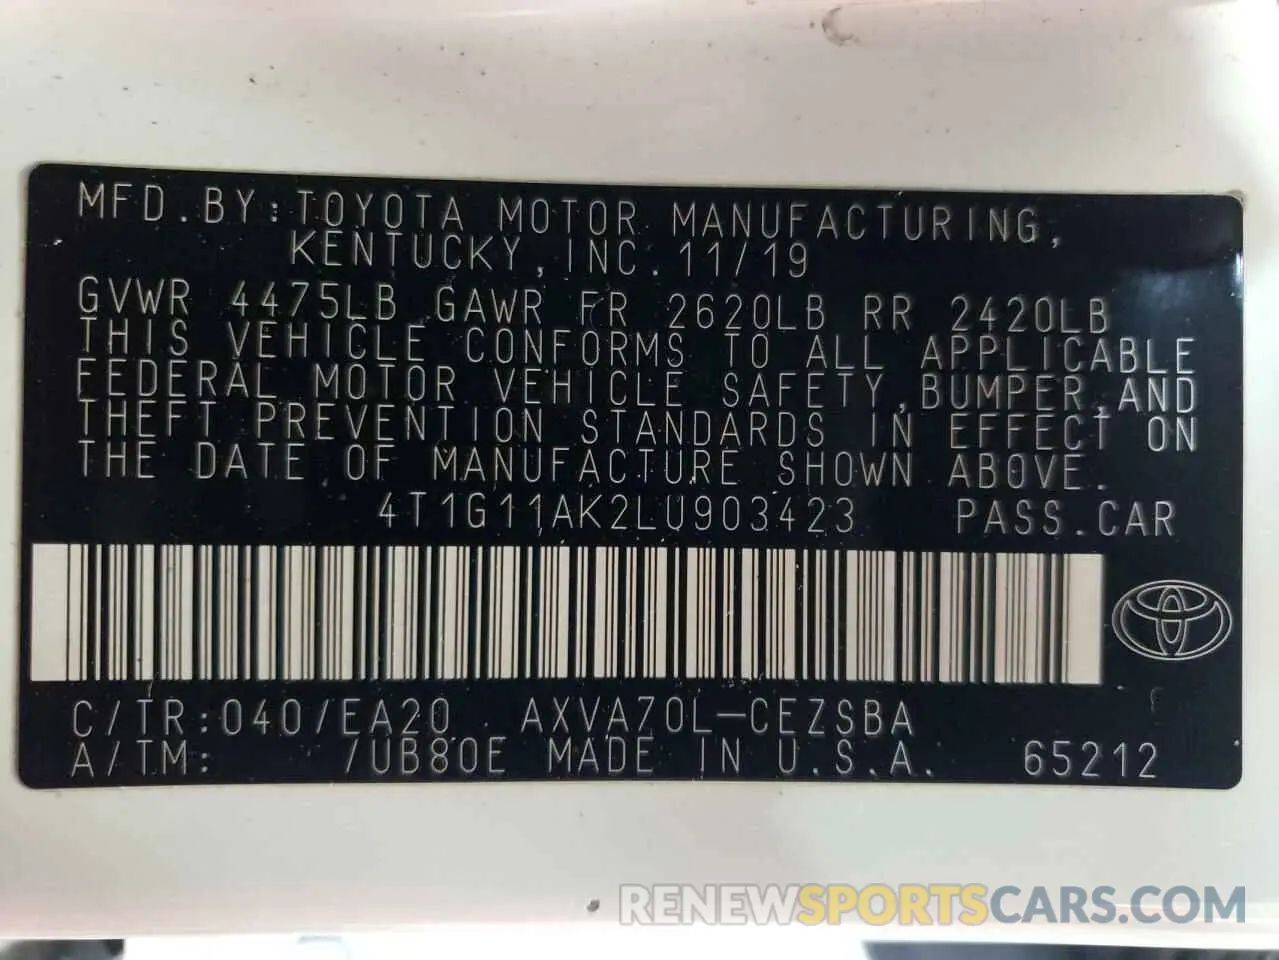 MFD.BY:TOYOTA MOTOR MANUFACTURING,
KENTUCKY,INC. 11/19
GVWR 4475LB GAWR FR 2620LB RR 2420LB
THIS VEHICLE CONFORMS TO ALL APPLICABLE
FEDERAL MOTOR VEHICLE SAFETY,BUMPER,AND
THEFT PREVENTION STANDARDS IN EFFECT ON
THE DATE OF MANUFACTURE SHOWN ABOVE.
4T1G11AK2LU903423 PASS.CAR
C/TR:040/EA20 AXVA70L-CEZSBA
A/TM: /UB80E MADE IN U.S.A. 65212
RENEWSPORTSCARS.COM